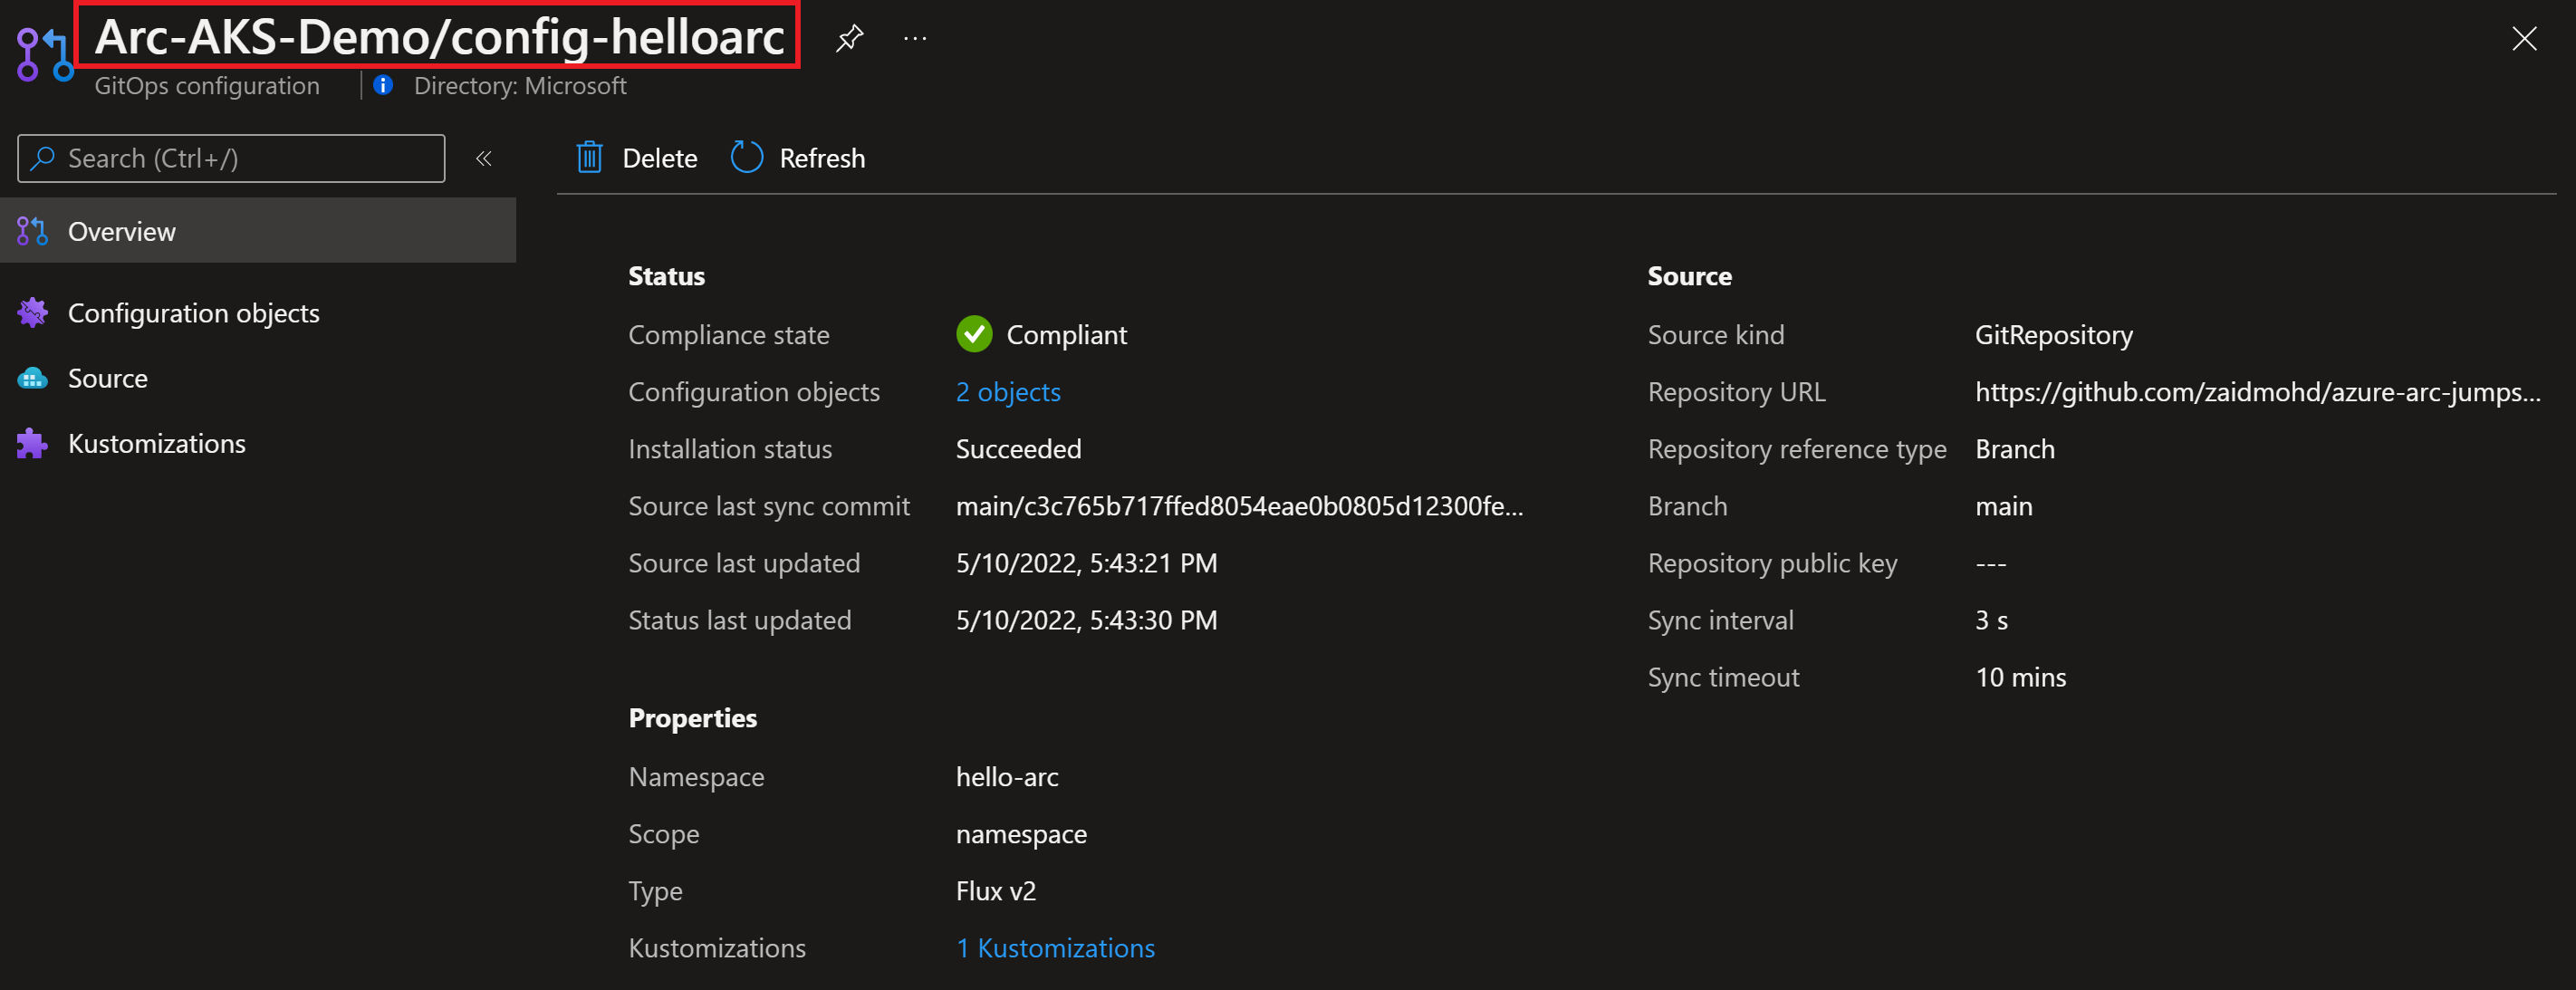 Arc-AKS-Demo/config-helloarc
GitOps configuration
Directory: Microsoft
Search (Ctrl+/)
Overview
Configuration objects
Source
Kustomizations
Delete
Refresh
Status
Compliance state Compliant
Configuration objects 2 objects
Installation status Succeeded
Source last sync commit main/c3c765b717ffed8054eae0b0805d12300fe...
Source last updated 5/10/2022, 5:43:21 PM
Status last updated 5/10/2022, 5:43:30 PM
Properties
Namespace hello-arc
Scope namespace
Type Flux v2
Kustomizations 1 Kustomizations
Source
Source kind GitRepository
Repository URL https://github.com/zaidmohd/azure-arc-jumps...
Repository reference type Branch
Branch main
Repository public key ---
Sync interval 3 s
Sync timeout 10 mins